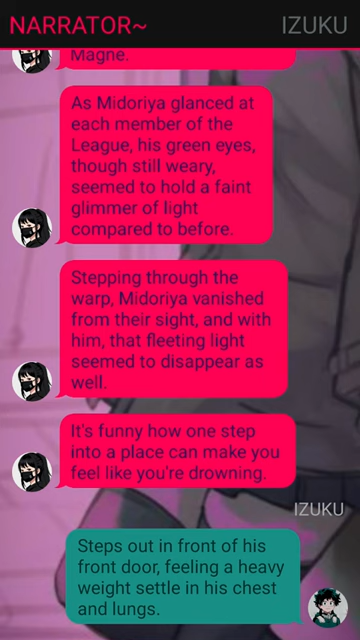 NARRATOR~ IZUKU
Magne.
As Midoriya glanced at
each member of the
League, his green eyes,
though still weary,
seemed to hold a faint
glimmer of light
compared to before.
Stepping through the
warp, Midoriya vanished
from their sight, and with
him, that fleeting light
seemed to disappear as
well.
It's funny how one step
into a place can make you
feel like you're drowning.
IZUKU
Steps out in front of his
front door, feeling a heavy
weight settle in his chest
and lungs.